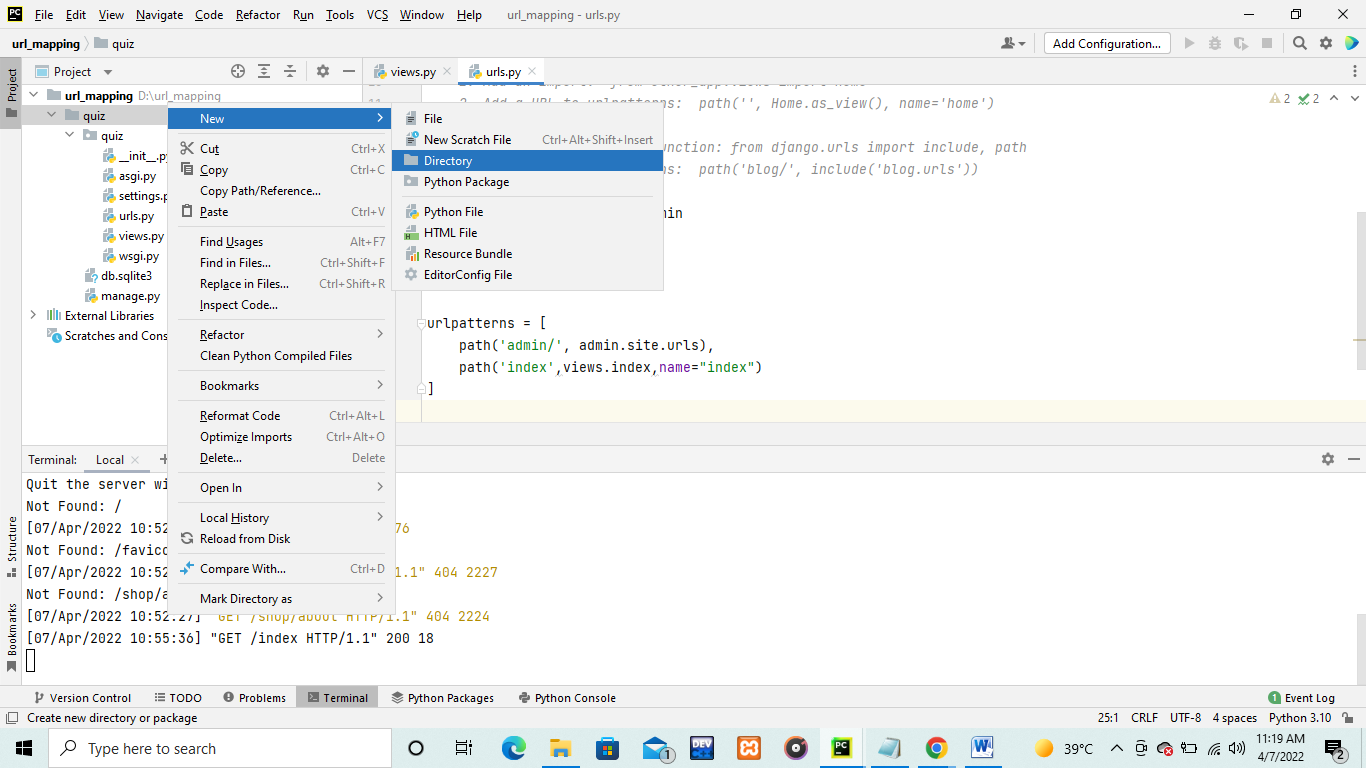 File Edit View Navigate Code Refactor Run Tools VCS Window Help url_mapping - urls.py
url_mapping quiz Add Configuration...
Project views.py urls.py
Project
url_mapping D:\url_mapping
11
2. Add a URL to urlpatterns: path('', Home.as_view(), name='home')
2 2
quiz
New
File
quiz
New Scratch File Ctrl+Alt+Shift+Insert
nction: from django.urls import include, path
__init__.py
Cut Ctrl+X
Directory
ns: path('blog/', include('blog.urls'))
asgi.py
Copy Ctrl+C
Python Package
settings.p
Copy Path/Reference...
urls.py
Paste Ctrl+V
Python File
min
views.py
Find Usages Alt+F7
HTML File
wsgi.py
Find in Files... Ctrl+Shift+F
Resource Bundle
db.sqlite3
Replace in Files... Ctrl+Shift+R
EditorConfig File
manage.py
Inspect Code...
External Libraries
Scratches and Cons
Refactor
Clean Python Compiled Files
Bookmarks
Reformat Code Ctrl+Alt+L
Optimize Imports Ctrl+Alt+O
Delete... Delete
Open In
Local History
Reload from Disk
Compare With... Ctrl+D
Mark Directory as
urlpatterns = [
path('admin/', admin.site.urls),
path('index',views.index,name="index")
]
Terminal: Local
Quit the server wi
Not Found: /
[07/Apr/2022 10:52 76
Not Found: /favico
[07/Apr/2022 10:52 1.1" 404 2227
Not Found: /shop/a
[07/Apr/2022 10:52:27] "GET /shop/about HTTP/1.1" 404 2224
[07/Apr/2022 10:55:36] "GET /index HTTP/1.1" 200 18
Structure
Bookmarks
Version Control TODO Problems Terminal Python Packages Python Console 1 Event Log
Create new directory or package 25:1 CRLF UTF-8 4 spaces Python 3.10
Type here to search 1 DEV PC W 39°C 11:19 AM
4/7/2022 2